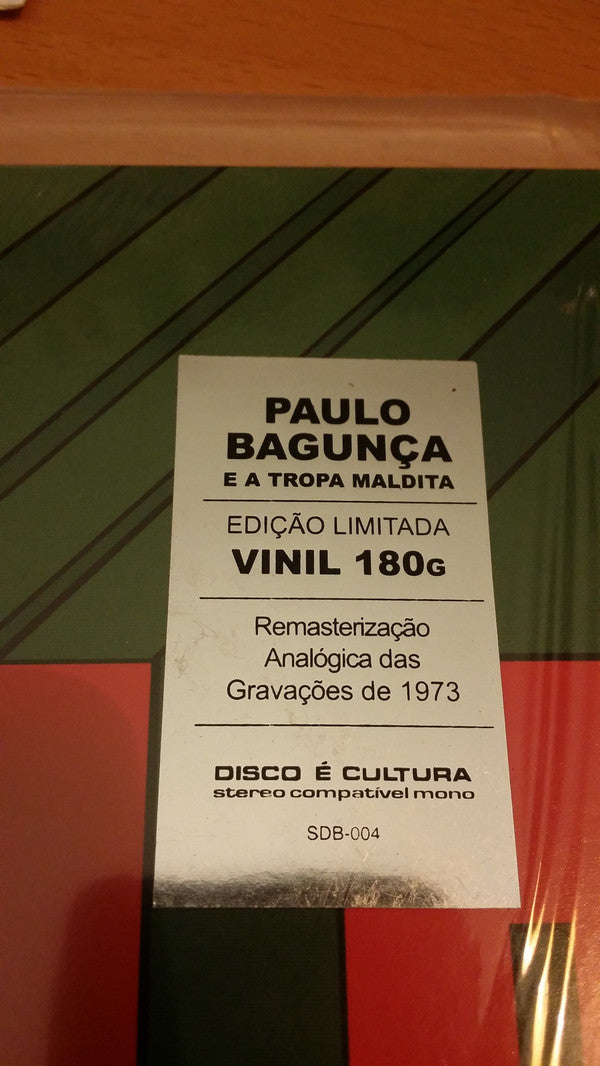 PAULO
BAGUNÇA
E A TROPA MALDITA
EDIÇÃO LIMITADA
VINIL 180G
Remasterização
Analógica das
Gravações de 1973
DISCO É CULTURA
stereo compatível mono
SDB-004